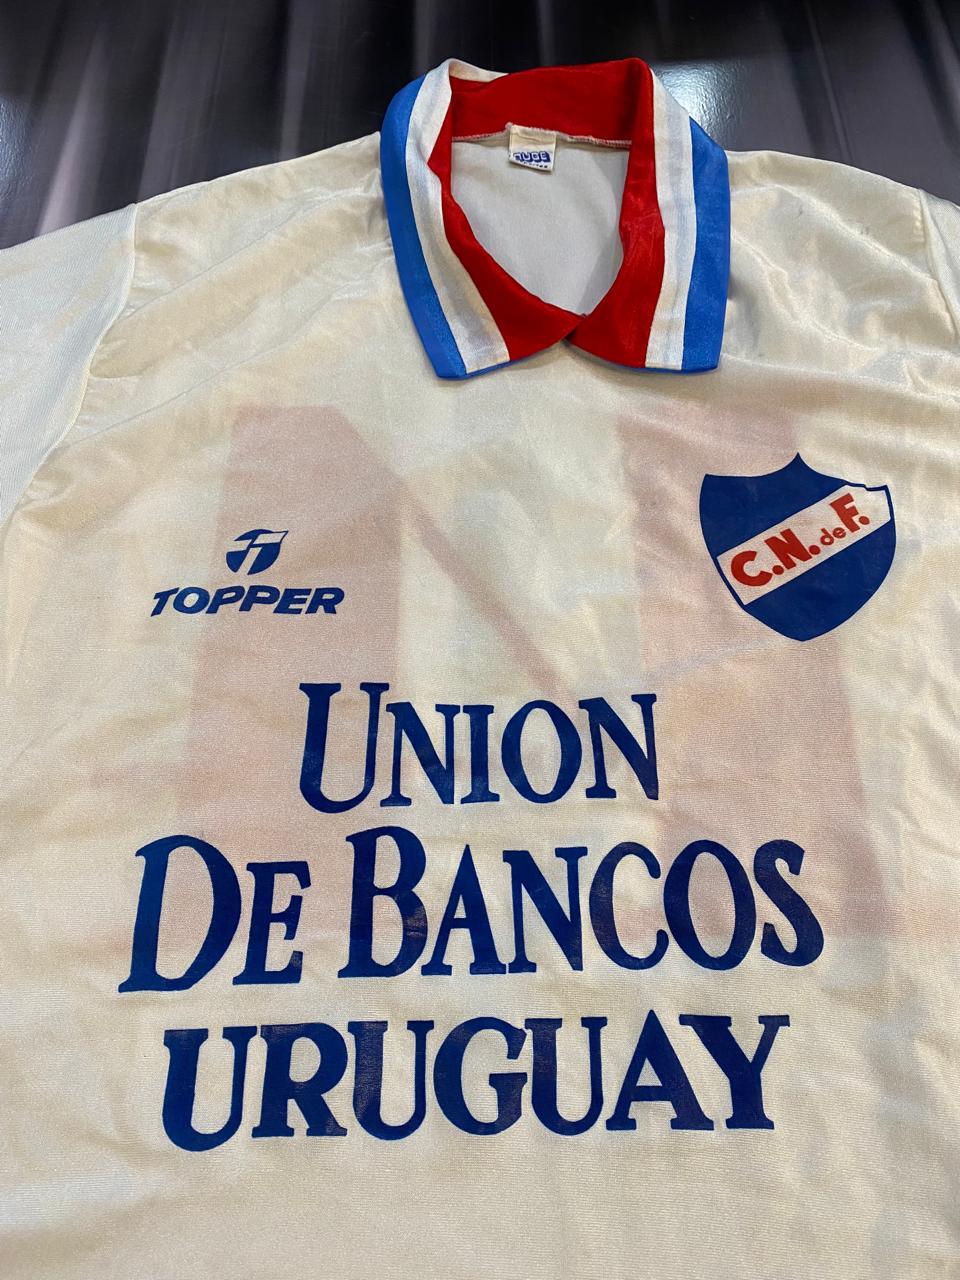 TOPPER
C.N.deF.
UNION
DE BANCOS
URUGUAY